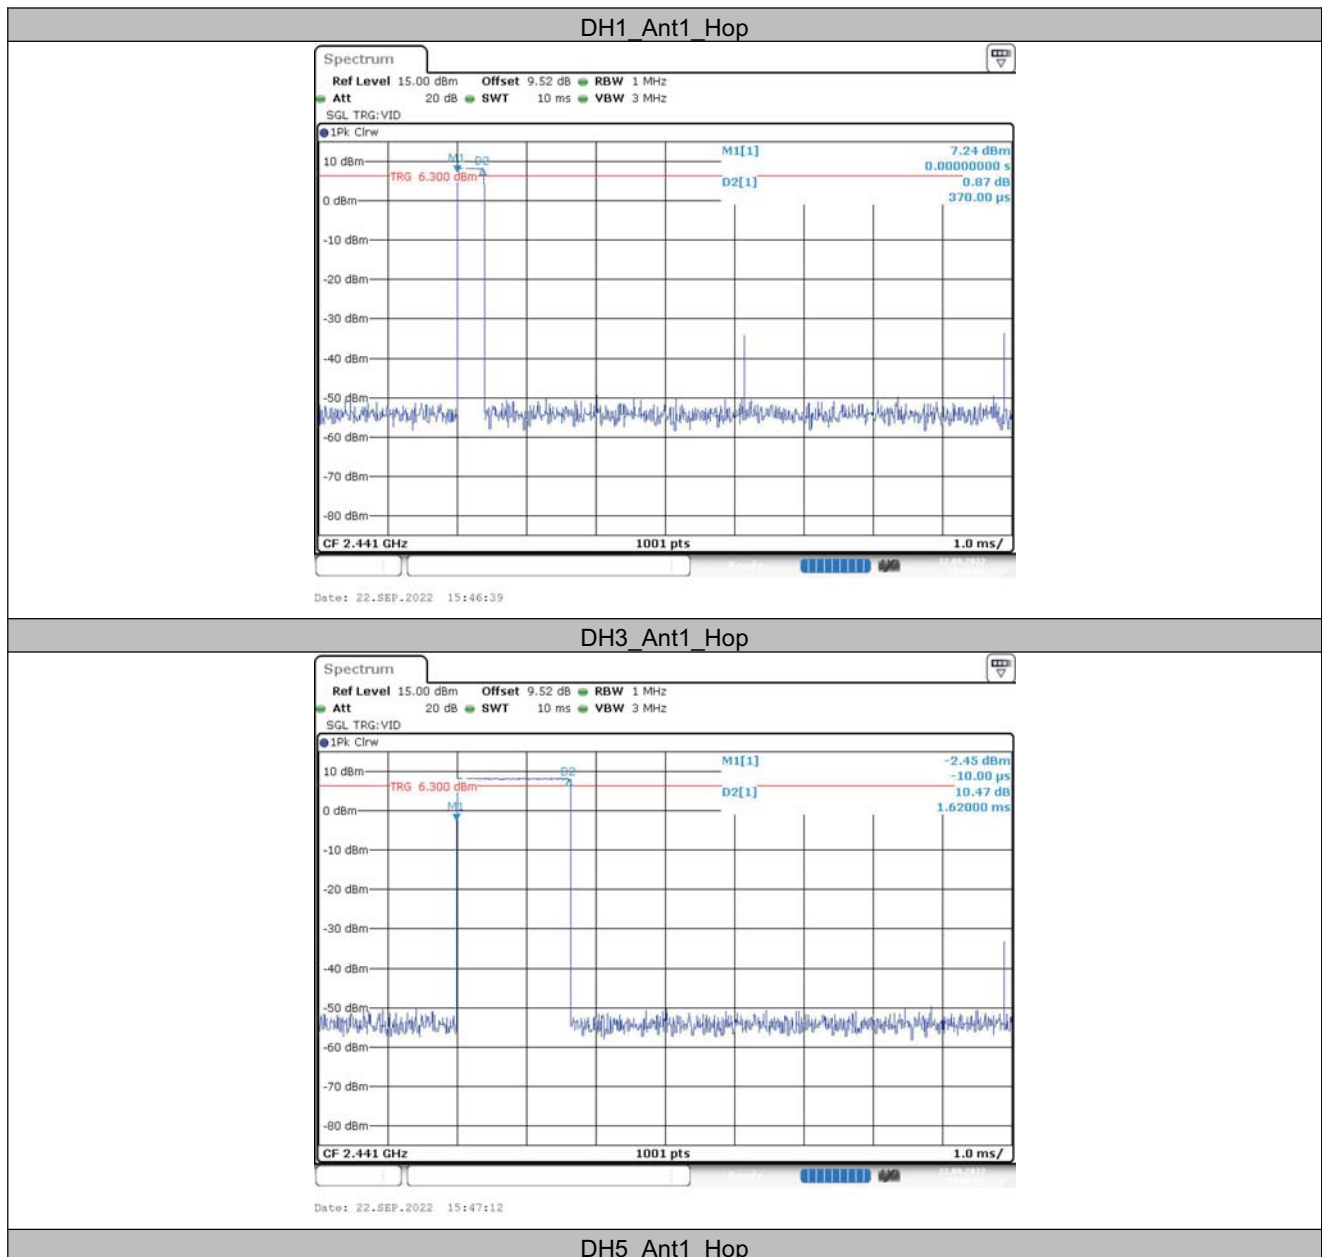 DH1_Ant1_Hop
Spectrum
Ref Level 15.00 dBm Offset 9.52 dB RBW 1 MHz
Att 20 dB SWT 10 ms VBW 3 MHz
SGL TRG:VID
1Pk Clrw
M1[1] 7.24 dBm
0.00000000 s
D2[1] 0.87 dB
370.00 µs
10 dBm
M1 D2
TRG 6.300 dBm
0 dBm
-10 dBm
-20 dBm
-30 dBm
-40 dBm
-50 dBm
-60 dBm
-70 dBm
-80 dBm
CF 2.441 GHz 1001 pts 1.0 ms/
Date: 22.SEP.2022 15:46:39
DH3_Ant1_Hop
Spectrum
Ref Level 15.00 dBm Offset 9.52 dB RBW 1 MHz
Att 20 dB SWT 10 ms VBW 3 MHz
SGL TRG:VID
1Pk Clrw
M1[1] -2.45 dBm
-10.00 µs
D2[1] 10.47 dB
1.62000 ms
10 dBm
D2
TRG 6.300 dBm
M1
0 dBm
-10 dBm
-20 dBm
-30 dBm
-40 dBm
-50 dBm
-60 dBm
-70 dBm
-80 dBm
CF 2.441 GHz 1001 pts 1.0 ms/
Date: 22.SEP.2022 15:47:12
DH5_Ant1_Hop